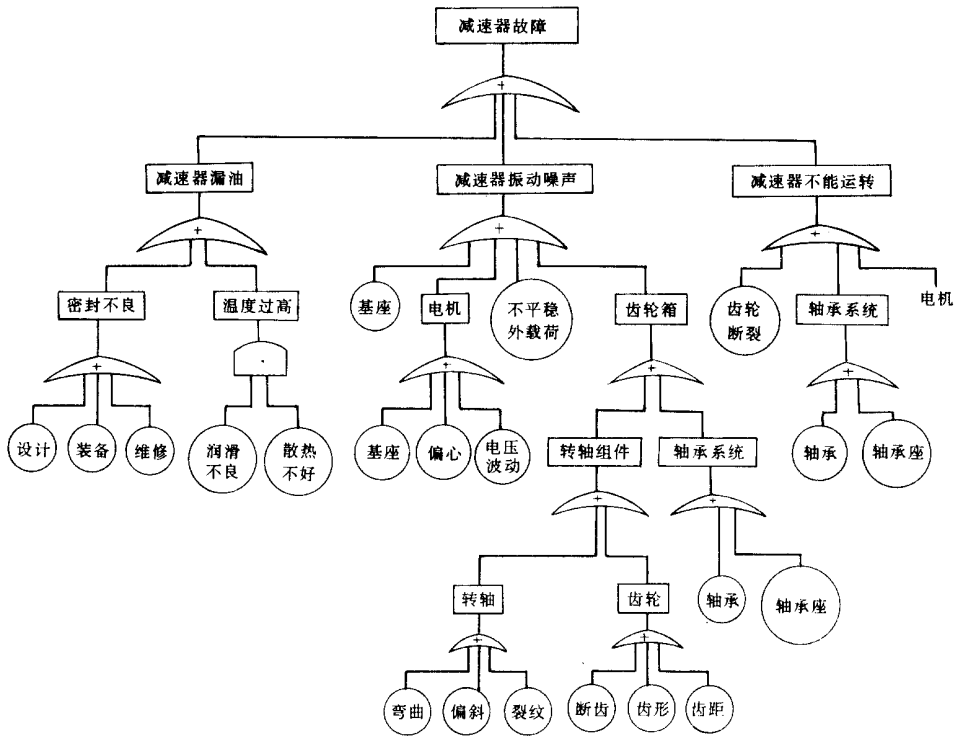 减速器故障
+
减速器漏油
减速器振动噪声
减速器不能运转
+
+
+
密封不良
温度过高
基座
电机
不平稳
外载荷
齿轮箱
齿轮
断裂
轴承系统
电机
+
·
+
+
+
设计
装备
维修
润滑
不良
散热
不好
基座
偏心
电压
波动
转轴组件
轴承系统
轴承
轴承座
+
+
转轴
齿轮
轴承
轴承座
+
+
弯曲
偏斜
裂纹
断齿
齿形
齿距